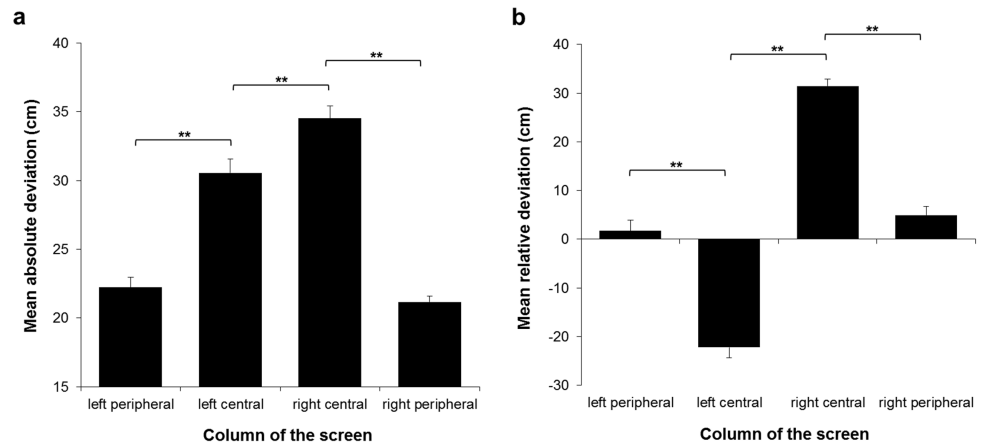 a
Mean absolute deviation (cm)
40
35
30
25
20
15
**
**
**
left peripheral left central right central right peripheral
Column of the screen
b
Mean relative deviation (cm)
40
30
20
10
0
-10
-20
-30
**
**
**
left peripheral left central right central right peripheral
Column of the screen